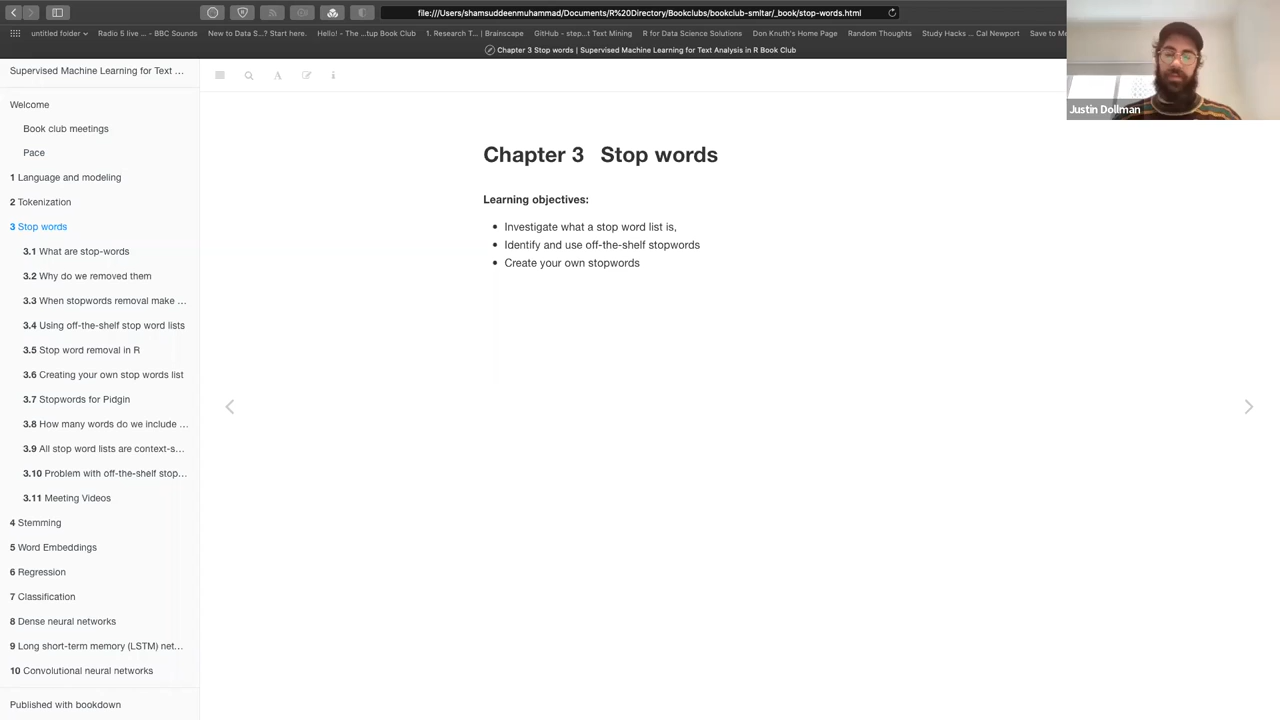 file:///Users/shamsuddeenmuhammad/Documents/R%20Directory/Bookclubs/bookclub-smltar/_book/stop-words.html
untitled folder
Radio 5 live - BBC Sounds
New to Data S...? Start here.
Hello! - The ...tup Book Club
1. Research T... | Brainscape
GitHub - step... t Text Mining
R for Data Science Solutions
Don Knuth's Home Page
Random Thoughts
Study Hacks ... Cal Newport
Save to Me
Chapter 3 Stop words | Supervised Machine Learning for Text Analysis in R Book Club
Supervised Machine Learning for Text ...
Welcome
Book club meetings
Pace
1 Language and modeling
2 Tokenization
3 Stop words
3.1 What are stop-words
3.2 Why do we removed them
3.3 When stopwords removal make ...
3.4 Using off-the-shelf stop word lists
3.5 Stop word removal in R
3.6 Creating your own stop words list
3.7 Stopwords for Pidgin
3.8 How many words do we include ...
3.9 All stop word lists are context-s...
3.10 Problem with off-the-shelf stop...
3.11 Meeting Videos
4 Stemming
5 Word Embeddings
6 Regression
7 Classification
8 Dense neural networks
9 Long short-term memory (LSTM) net...
10 Convolutional neural networks
Published with bookdown
A
i
Chapter 3 Stop words
Learning objectives:
• Investigate what a stop word list is,
• Identify and use off-the-shelf stopwords
• Create your own stopwords
Justin Dollman